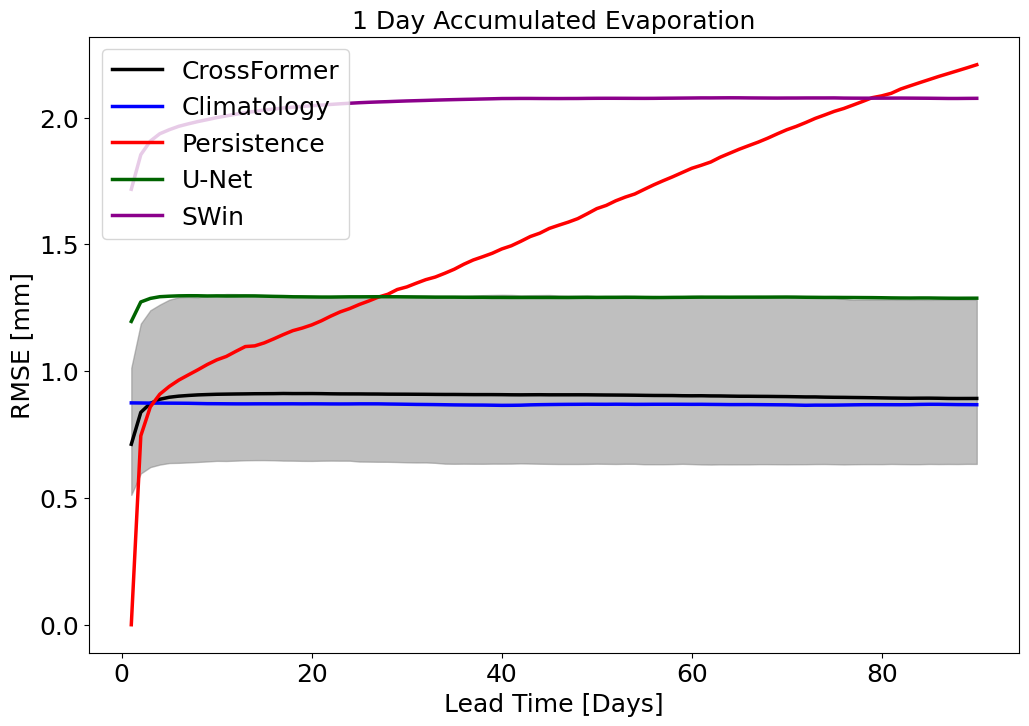 1 Day Accumulated Evaporation
CrossFormer
Climatology
Persistence
U-Net
SWin
RMSE [mm]
2.0
1.5
1.0
0.5
0.0
0 20 40 60 80
Lead Time [Days]